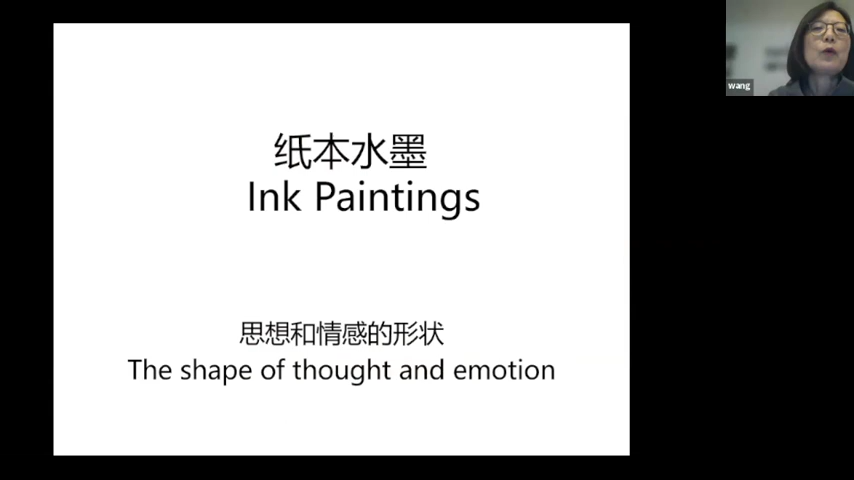 纸本水墨
Ink Paintings
思想和情感的形状
The shape of thought and emotion
wang